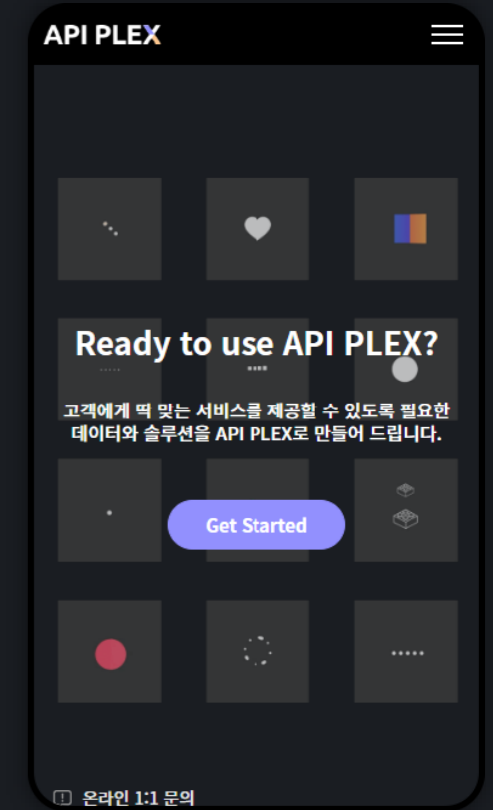 API PLEX
Ready to use API PLEX?
고객에게 딱 맞는 서비스를 제공할 수 있도록 필요한
데이터와 솔루션을 API PLEX로 만들어 드립니다.
Get Started
온라인 1:1 문의